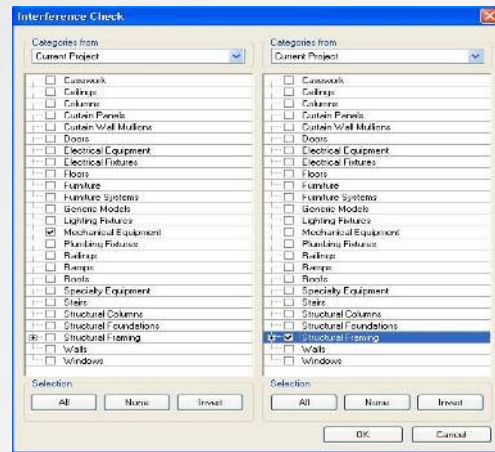 Interference Check
Categories from
Current Project
Casework
Ceilings
Columns
Curtain Panels
Curtain Wall Mullions
Doors
Electrical Equipment
Electrical Fixtures
Floors
Furniture
Furniture Systems
Generic Models
Lighting Fixtures
Mechanical Equipment
Plumbing Fixtures
Railings
Ramps
Roofs
Specialty Equipment
Stairs
Structural Columns
Structural Foundations
Structural Framing
Walls
Windows
Selection
All
None
Invert
Categories from
Current Project
Casework
Ceilings
Columns
Curtain Panels
Curtain Wall Mullions
Doors
Electrical Equipment
Electrical Fixtures
Floors
Furniture
Furniture Systems
Generic Models
Lighting Fixtures
Mechanical Equipment
Plumbing Fixtures
Railings
Ramps
Roofs
Specialty Equipment
Stairs
Structural Columns
Structural Foundations
Structural Framing
Walls
Windows
Selection
All
None
Invert
OK
Cancel